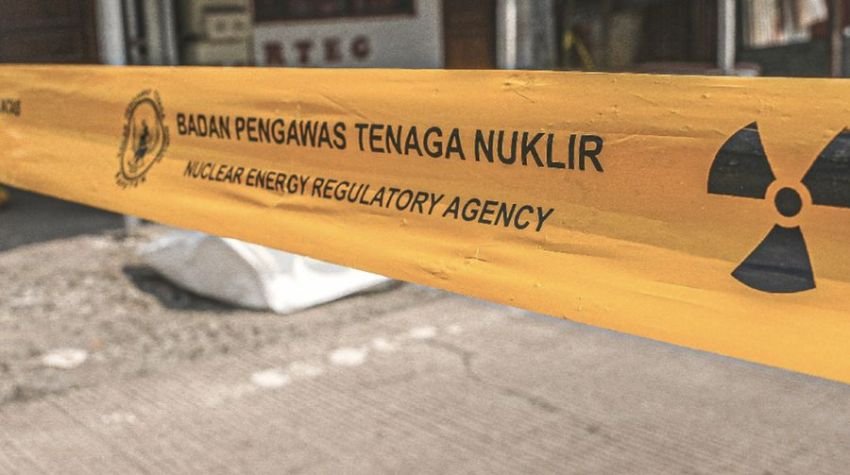 BADAN PENGAWAS TENAGA NUKLIR
NUCLEAR ENERGY REGULATORY AGENCY